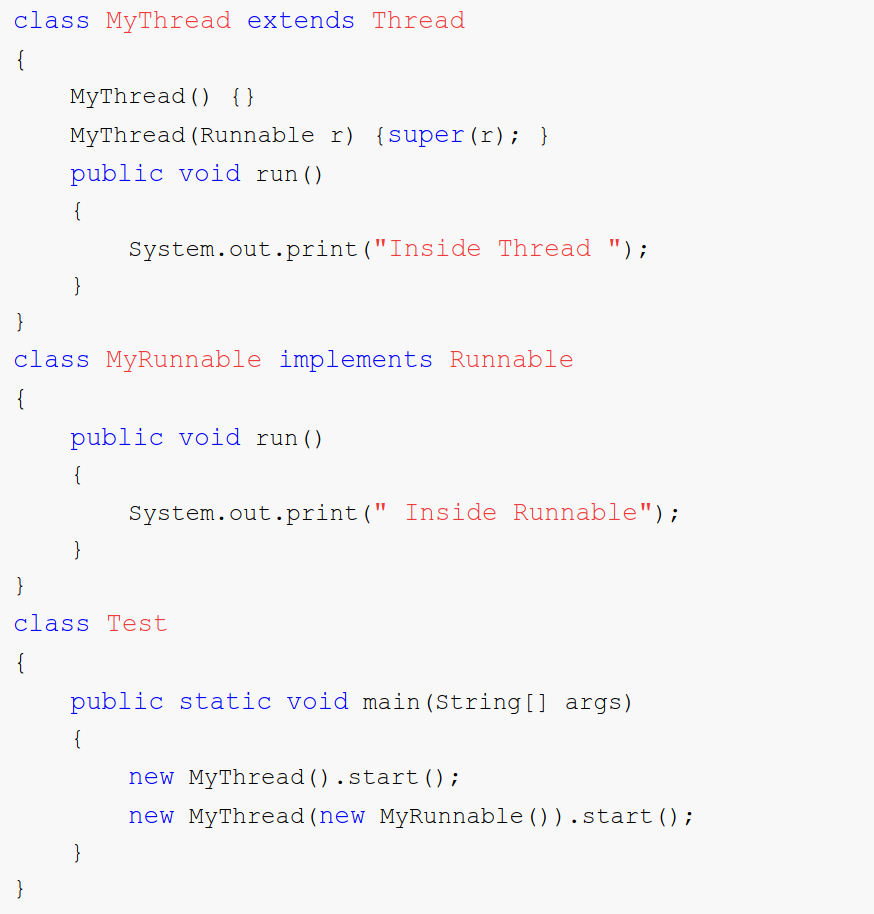 class MyThread extends Thread
{
    MyThread() {}
    MyThread(Runnable r) {super(r); }
    public void run()
    {
        System.out.print("Inside Thread ");
    }
}
class MyRunnable implements Runnable
{
    public void run()
    {
        System.out.print(" Inside Runnable");
    }
}
class Test
{
    public static void main(String[] args)
    {
        new MyThread().start();
        new MyThread(new MyRunnable()).start();
    }
}